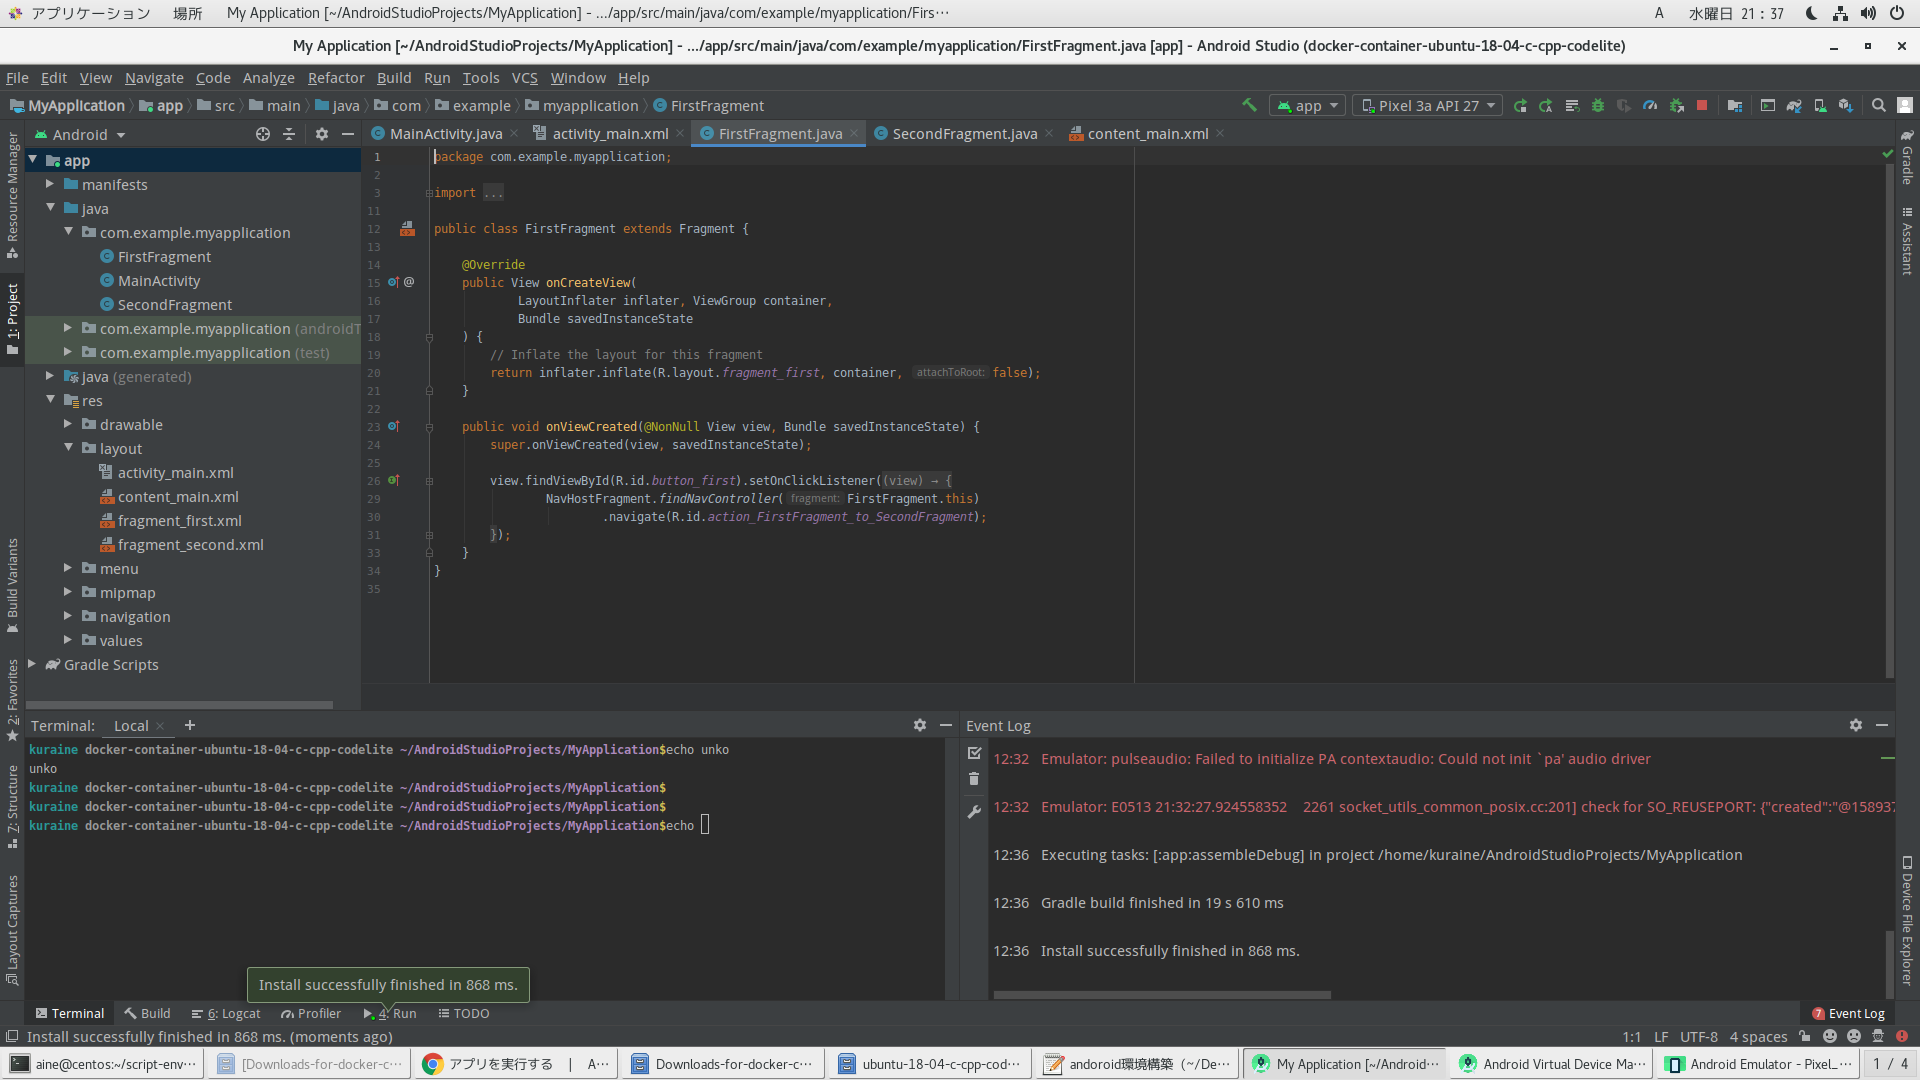 アプリケーション 場所 My Application [~/AndroidStudioProjects/MyApplication] - .../app/src/main/java/com/example/myapplication/Firs… A 水曜日 21：37
My Application [~/AndroidStudioProjects/MyApplication] - .../app/src/main/java/com/example/myapplication/FirstFragment.java [app] - Android Studio (docker-container-ubuntu-18-04-c-cpp-codelite)
File Edit View Navigate Code Analyze Refactor Build Run Tools VCS Window Help
MyApplication app src main java com example myapplication FirstFragment app Pixel 3a API 27
Android MainActivity.java activity_main.xml FirstFragment.java SecondFragment.java content_main.xml
Resource Manager
1: Project
Build Variants
2: Favorites
7: Structure
Layout Captures
app
manifests
java
com.example.myapplication
FirstFragment
MainActivity
SecondFragment
com.example.myapplication (androidT
com.example.myapplication (test)
java (generated)
res
drawable
layout
activity_main.xml
content_main.xml
fragment_first.xml
fragment_second.xml
menu
mipmap
navigation
values
Gradle Scripts
1 package com.example.myapplication;
2
3 import ...
11
12 public class FirstFragment extends Fragment {
13
14 @Override
15 @ public View onCreateView(
16 LayoutInflater inflater, ViewGroup container,
17 Bundle savedInstanceState
18 ) {
19 // Inflate the layout for this fragment
20 return inflater.inflate(R.layout.fragment_first, container, attachToRoot: false);
21 }
22
23 public void onViewCreated(@NonNull View view, Bundle savedInstanceState) {
24 super.onViewCreated(view, savedInstanceState);
25
26 view.findViewById(R.id.button_first).setOnClickListener((view) → {
29 NavHostFragment.findNavController( fragment: FirstFragment.this)
30 .navigate(R.id.action_FirstFragment_to_SecondFragment);
31 });
33 }
34 }
35
Gradle
Assistant
Device File Explorer
Terminal: Local +
kuraine docker-container-ubuntu-18-04-c-cpp-codelite ~/AndroidStudioProjects/MyApplication$echo unko
unko
kuraine docker-container-ubuntu-18-04-c-cpp-codelite ~/AndroidStudioProjects/MyApplication$
kuraine docker-container-ubuntu-18-04-c-cpp-codelite ~/AndroidStudioProjects/MyApplication$
kuraine docker-container-ubuntu-18-04-c-cpp-codelite ~/AndroidStudioProjects/MyApplication$echo
Event Log
12:32 Emulator: pulseaudio: Failed to initialize PA contextaudio: Could not init `pa' audio driver
12:32 Emulator: E0513 21:32:27.924558352 2261 socket_utils_common_posix.cc:201] check for SO_REUSEPORT: {"created":"@158937
12:36 Executing tasks: [:app:assembleDebug] in project /home/kuraine/AndroidStudioProjects/MyApplication
12:36 Gradle build finished in 19 s 610 ms
12:36 Install successfully finished in 868 ms.
Install successfully finished in 868 ms.
Terminal Build 6: Logcat Profiler 4: Run TODO 7 Event Log
Install successfully finished in 868 ms. (moments ago) 1:1 LF UTF-8 4 spaces
aine@centos:~/script-env… [Downloads-for-docker-c… アプリを実行する | A… Downloads-for-docker-c… ubuntu-18-04-c-cpp-cod… andoroid環境構築（~/De… My Application [~/Android… Android Virtual Device Ma… Android Emulator - Pixel_… 1 / 4